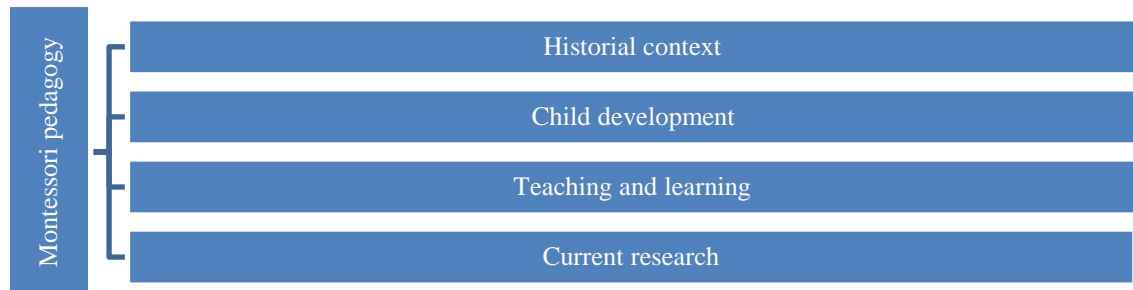 Montessori pedagogy
Historial context
Child development
Teaching and learning
Current research